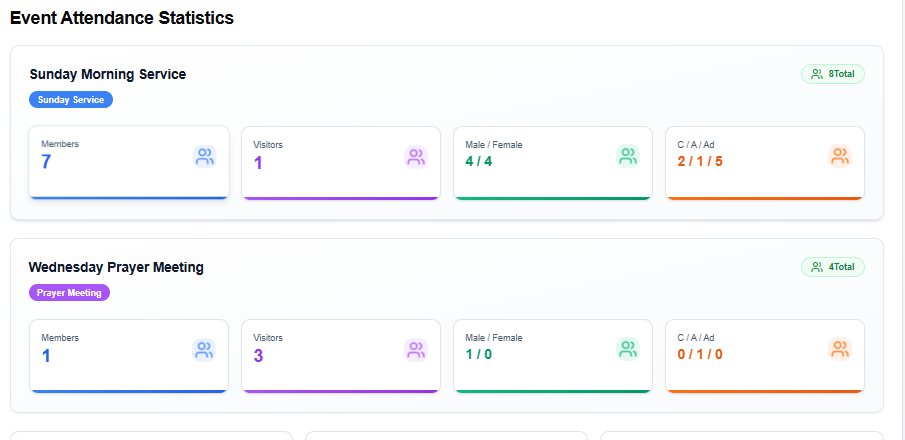 Event Attendance Statistics
Sunday Morning Service
8Total
Sunday Service
Members
7
Visitors
1
Male / Female
4 / 4
C / A / Ad
2 / 1 / 5
Wednesday Prayer Meeting
4Total
Prayer Meeting
Members
1
Visitors
3
Male / Female
1 / 0
C / A / Ad
0 / 1 / 0